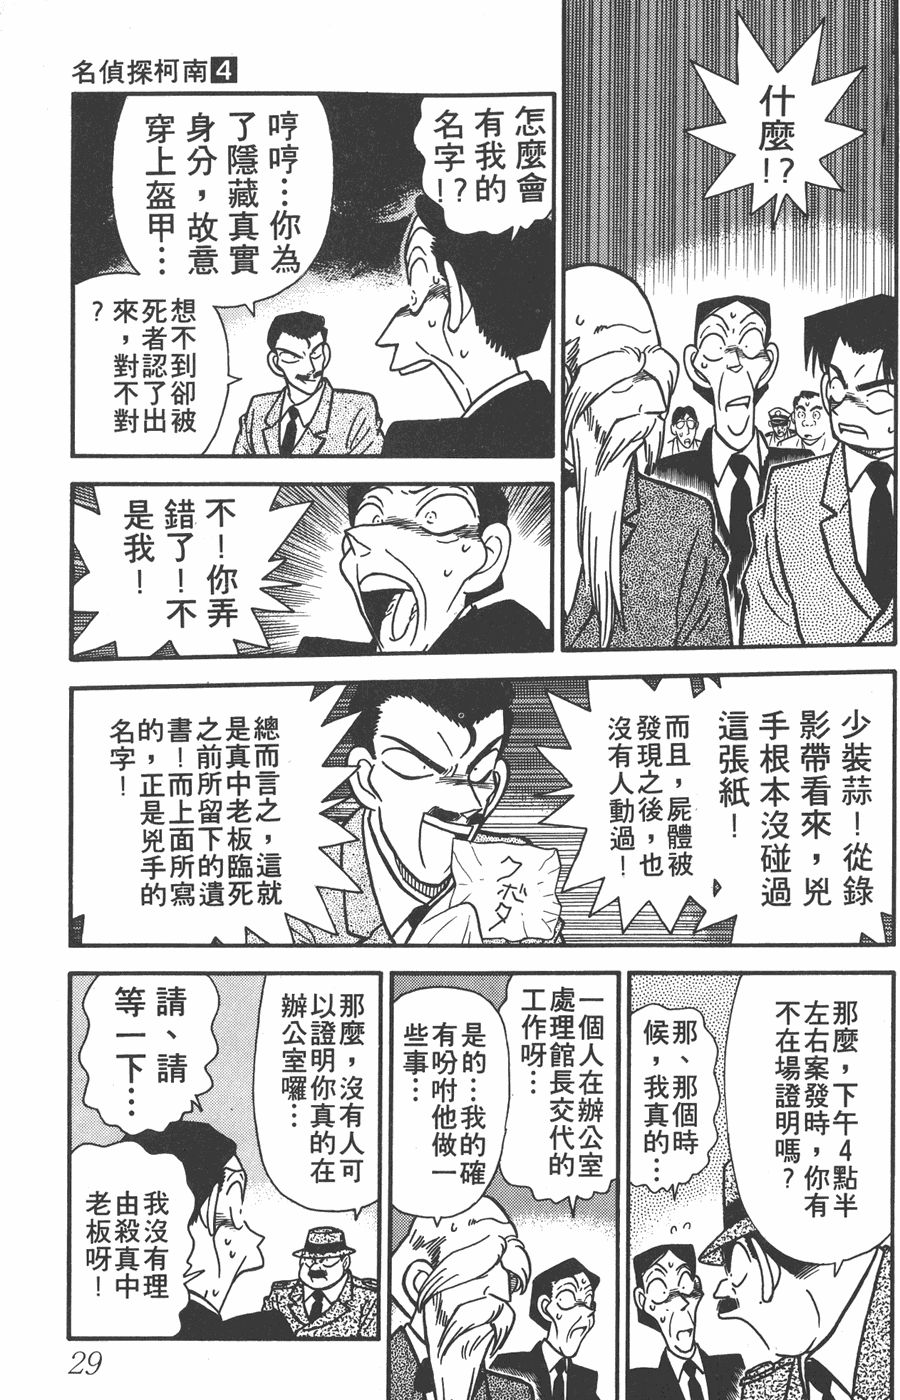 名偵探柯南4
什麼!?
怎麼會
有我的
名字!?
哼哼…你為
了隱藏真實
身分，故意
穿上盔甲…
想不到卻被
死者認了出
來，對不對
?
不！你弄
錯了！不
是我！
少裝蒜！從錄
影帶看來，兇
手根本沒碰過
這張紙！
而且，屍體被
發現之後，也
沒有人動過！
クボタ
總而言之，這就
是真中老板臨死
之前所留下的遺
書！而上面所寫
的，正是兇手的
名字！
那麼，下午4點半
左右案發時，你有
不在場證明嗎？
那、那個時
候，我真的…
一個人在辦公室
處理館長交代的
工作呀…
是的…我的確
有吩咐他做一
些事…
那麼，沒有人可
以證明你真的在
辦公室囉…
請、請
等一下…
我沒有理
由殺真中
老板呀！
29